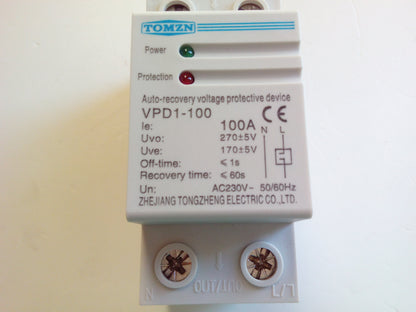 TOMZN
Power
Protection
Auto-recovery voltage protective device
VPD1-100
Ie: 100A
Uvo: 270±5V
Uve: 170±5V
Off-time: ⩽ 1s
Recovery time: ⩽ 60s
Un: AC230V~ 50/60Hz
ZHEJIANG TONGZHENG ELECTRIC CO.,LTD.
CE
N L
N